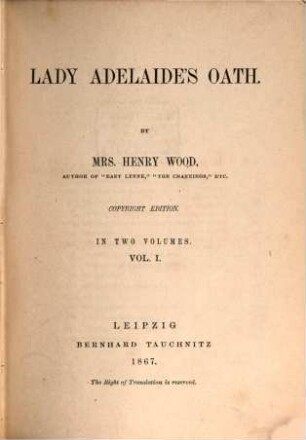 LADY ADELAIDE'S OATH.
BY
MRS. HENRY WOOD,
AUTHOR OF "EAST LYNNE," "THE CHANNINGS," ETC.
COPYRIGHT EDITION.
IN TWO VOLUMES.
VOL. I.
LEIPZIG
BERNHARD TAUCHNITZ
1867.
The Right of Translation is reserved.